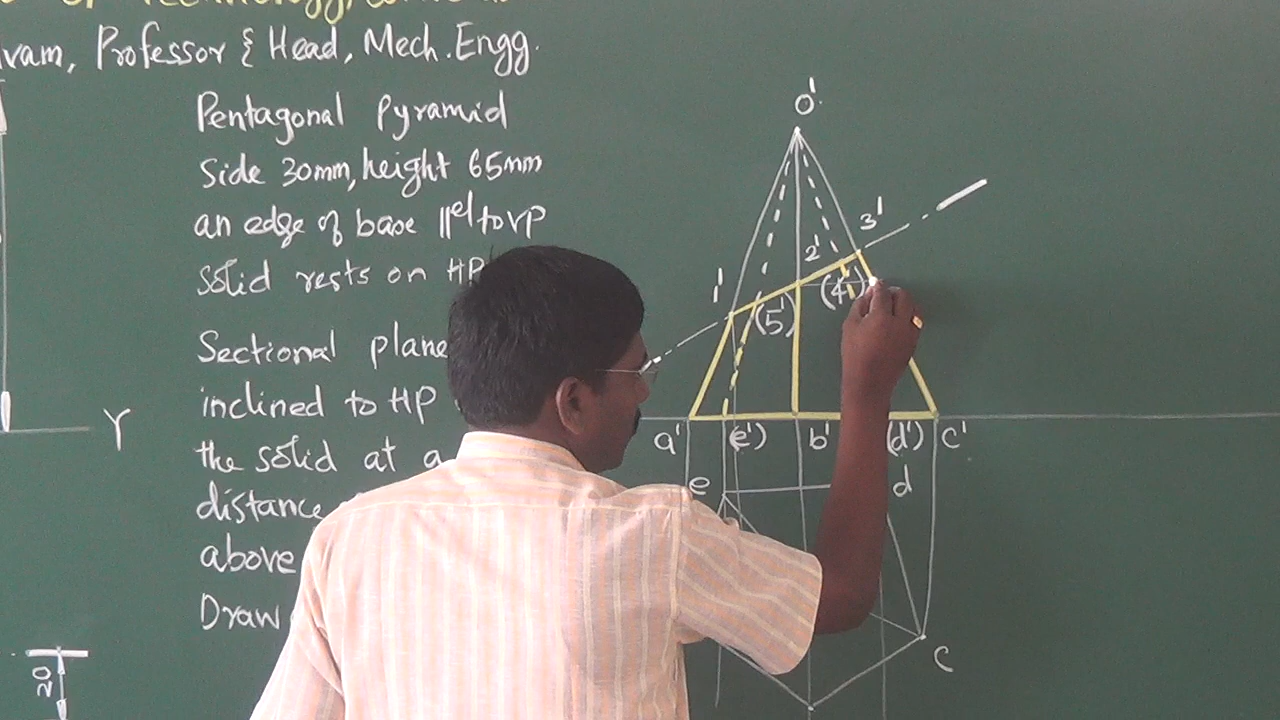 of Technology,
Professor & Head, Mech.Engg.
Pentagonal Pyramid
Side 30mm, height 65mm
an edge of base ||el to VP
Solid rests on HP
Sectional plane
inclined to HP
the solid at a
distance
above
Draw
Y
20
O'
3'
2'
1'
(4')
(5')
a' (e') b' (d') c'
e d
c